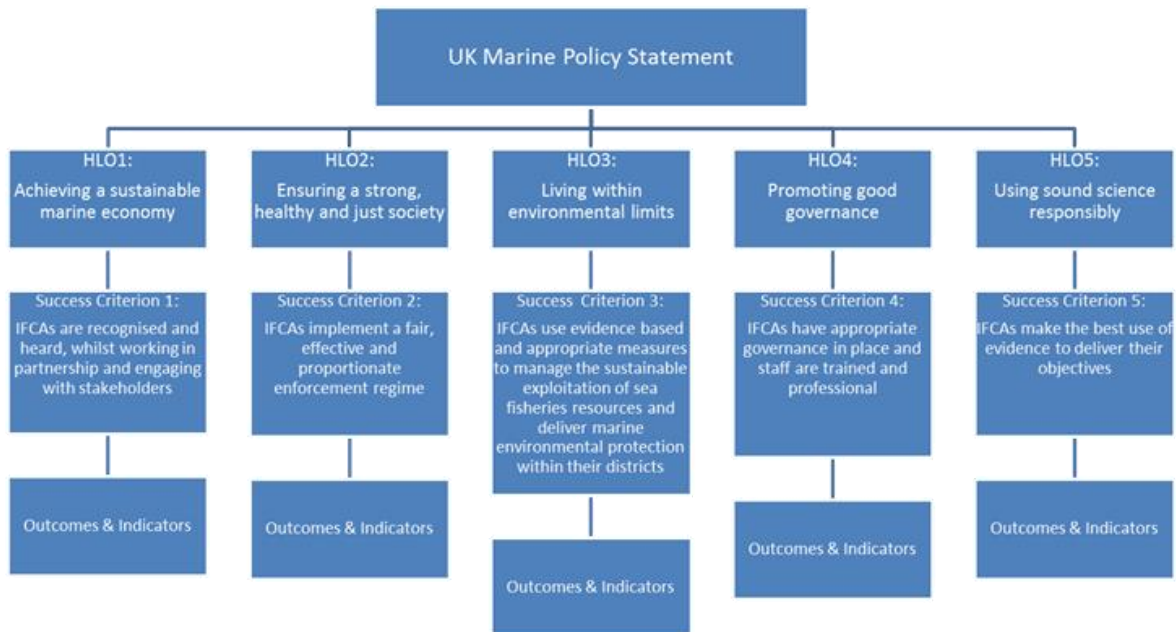 UK Marine Policy Statement
HLO1:
Achieving a sustainable
marine economy
HLO2:
Ensuring a strong,
healthy and just society
HLO3:
Living within
environmental limits
HLO4:
Promoting good
governance
HLO5:
Using sound science
responsibly
Success Criterion 1:
IFCAs are recognised and
heard, whilst working in
partnership and engaging
with stakeholders
Success Criterion 2:
IFCAs implement a fair,
effective and
proportionate
enforcement regime
Success Criterion 3:
IFCAs use evidence based
and appropriate measures
to manage the sustainable
exploitation of sea
fisheries resources and
deliver marine
environmental protection
within their districts
Success Criterion 4:
IFCAs have appropriate
governance in place and
staff are trained and
professional
Success Criterion 5:
IFCAs make the best use of
evidence to deliver their
objectives
Outcomes & Indicators
Outcomes & Indicators
Outcomes & Indicators
Outcomes & Indicators
Outcomes & Indicators